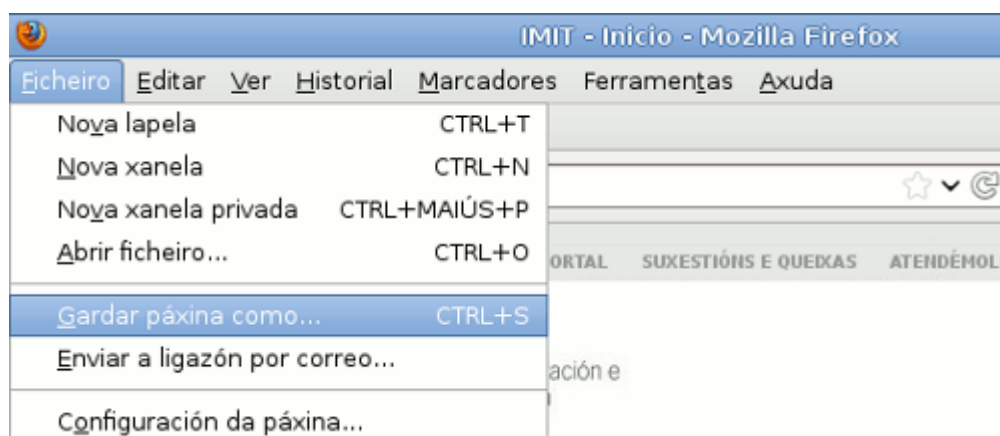 IMIT - Inicio - Mozilla Firefox
Ficheiro Editar Ver Historial Marcadores Ferramentas Axuda
Nova lapela CTRL+T
Nova xanela CTRL+N
Nova xanela privada CTRL+MAIÚS+P
Abrir ficheiro... CTRL+O
ORTAL SUXESTIÓNS E QUEIXAS ATENDÉMOL
Gardar páxina como... CTRL+S
Enviar a ligazón por correo...
ación e
Configuración da páxina...